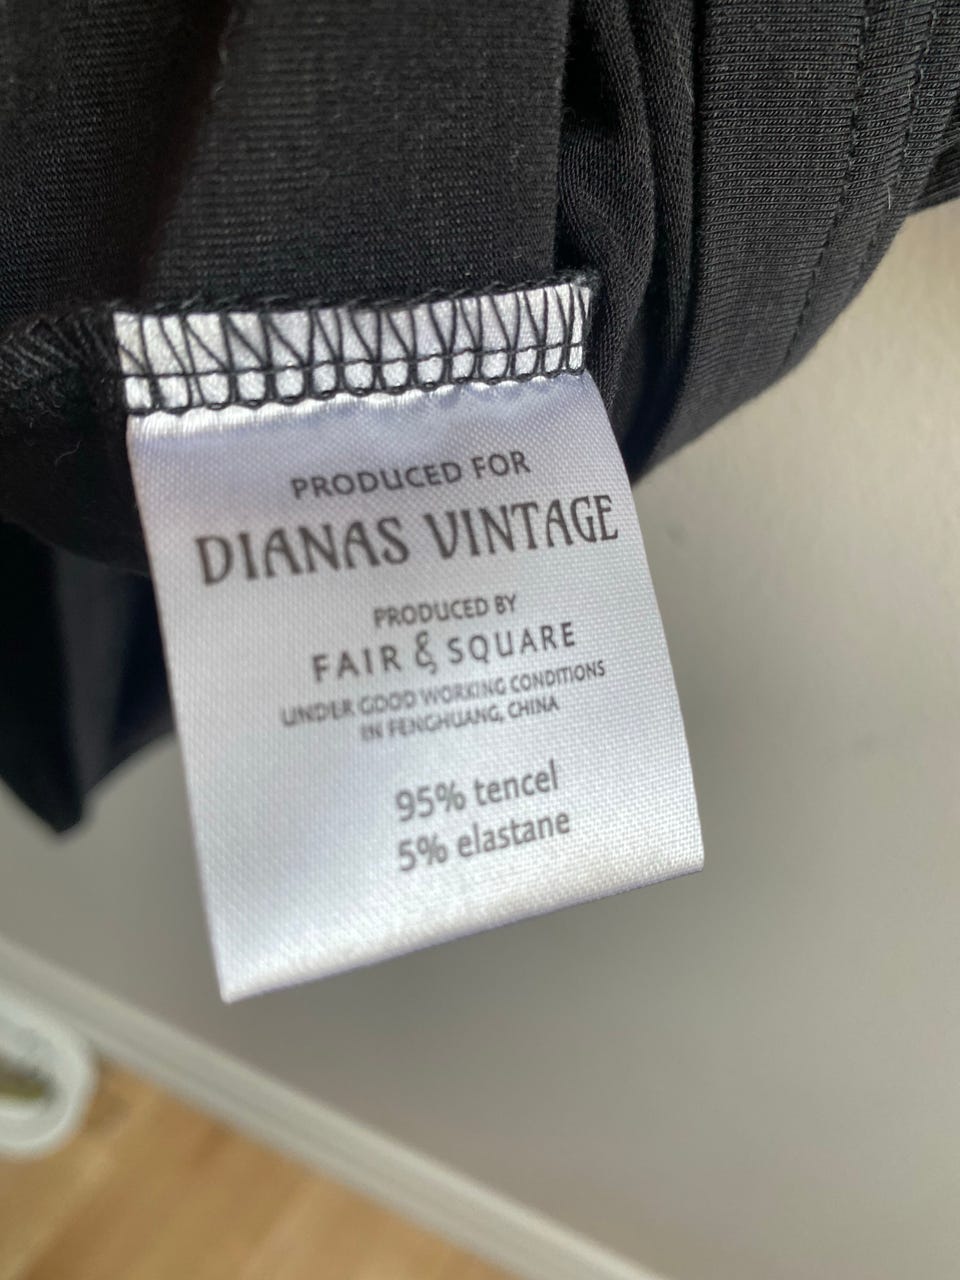 PRODUCED FOR
DIANAS VINTAGE
PRODUCED BY
FAIR & SQUARE
UNDER GOOD WORKING CONDITIONS
IN FENGHUANG, CHINA
95% tencel
5% elastane